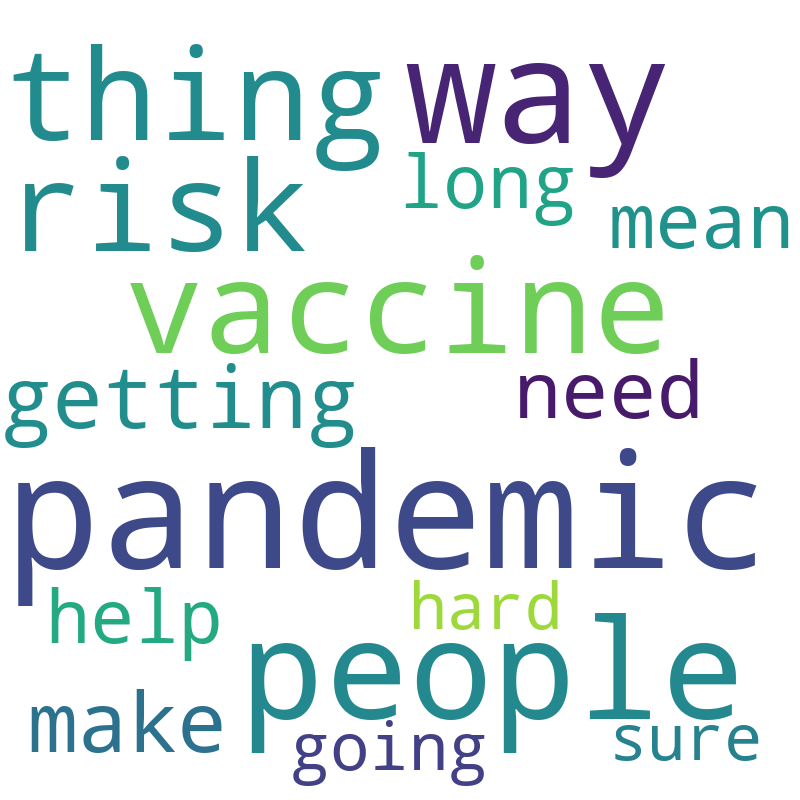 thing way
risk long
mean
vaccine
getting need
pandemic
help hard
people
make going sure